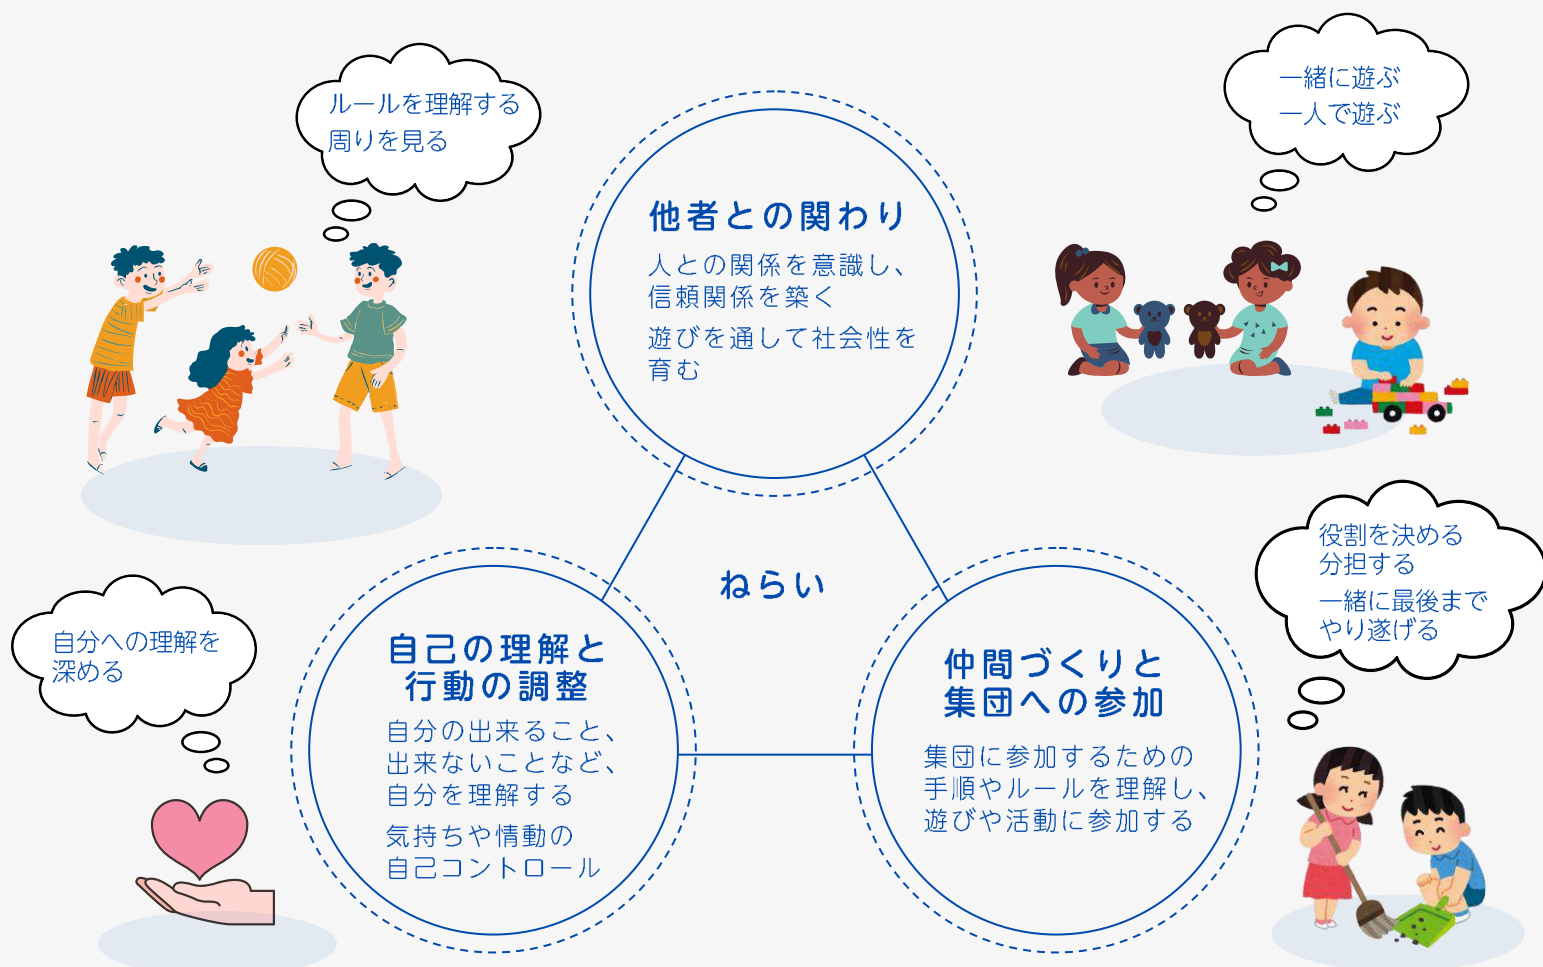 ルールを理解する
周りを見る
一緒に遊ぶ
一人で遊ぶ
他者との関わり
人との関係を意識し、
信頼関係を築く
遊びを通して社会性を
育む
ねらい
自分への理解を
深める
自己の理解と
行動の調整
自分の出来ること、
出来ないことなど、
自分を理解する
気持ちや情動の
自己コントロール
仲間づくりと
集団への参加
集団に参加するための
手順やルールを理解し、
遊びや活動に参加する
役割を決める
分担する
一緒に最後まで
やり遂げる